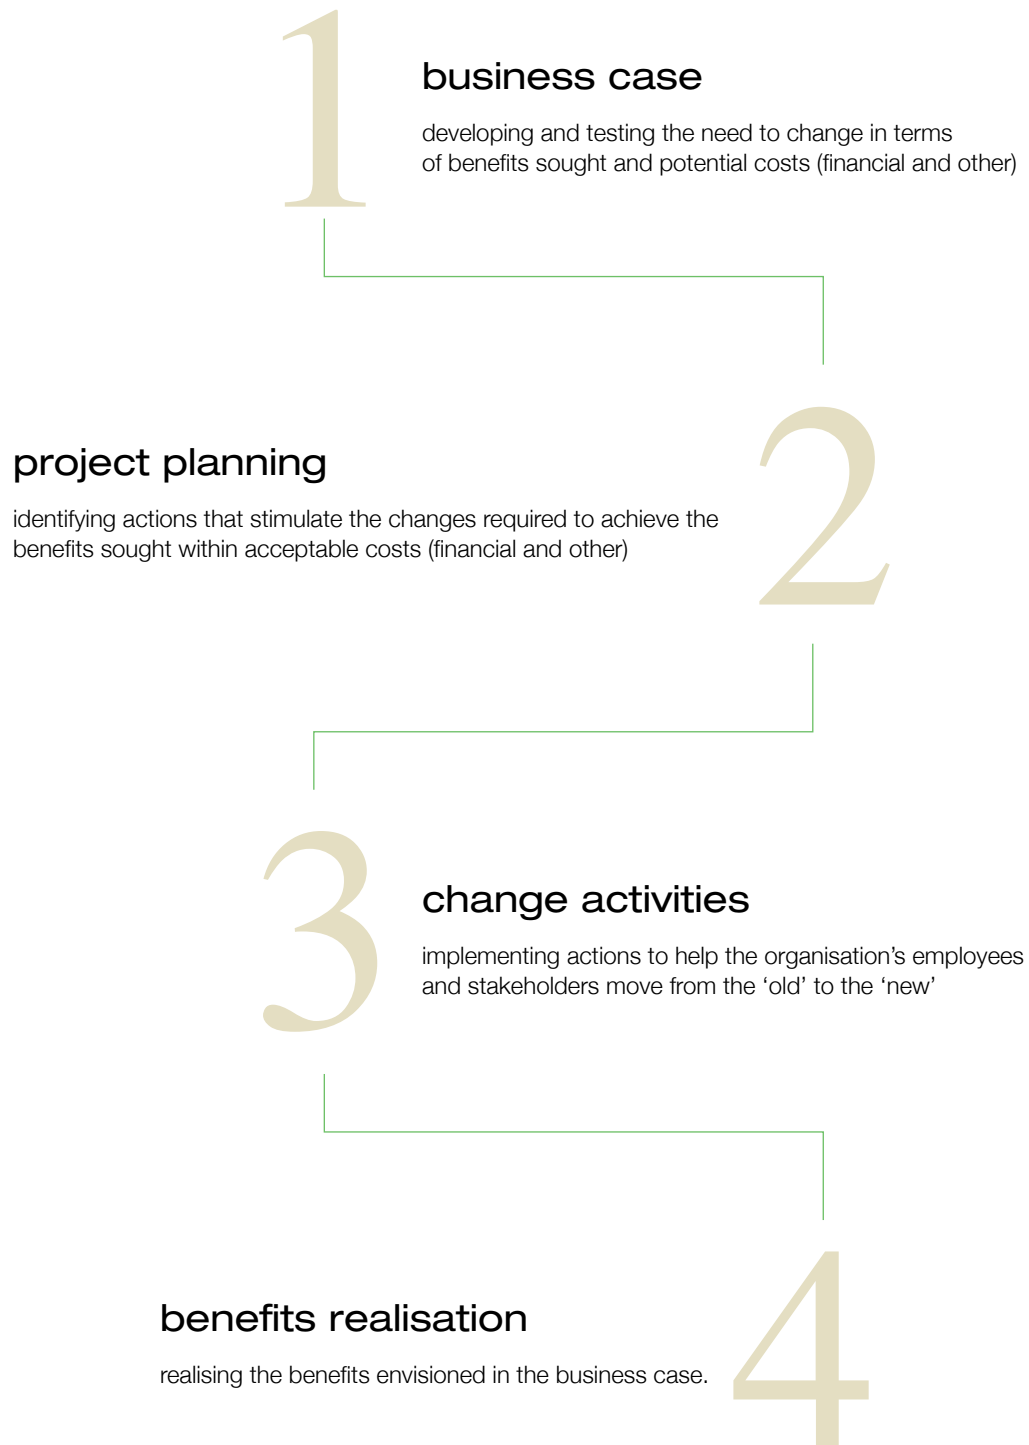 1
business case
developing and testing the need to change in terms
of benefits sought and potential costs (financial and other)
2
project planning
identifying actions that stimulate the changes required to achieve the
benefits sought within acceptable costs (financial and other)
3
change activities
implementing actions to help the organisation’s employees
and stakeholders move from the ‘old’ to the ‘new’
4
benefits realisation
realising the benefits envisioned in the business case.